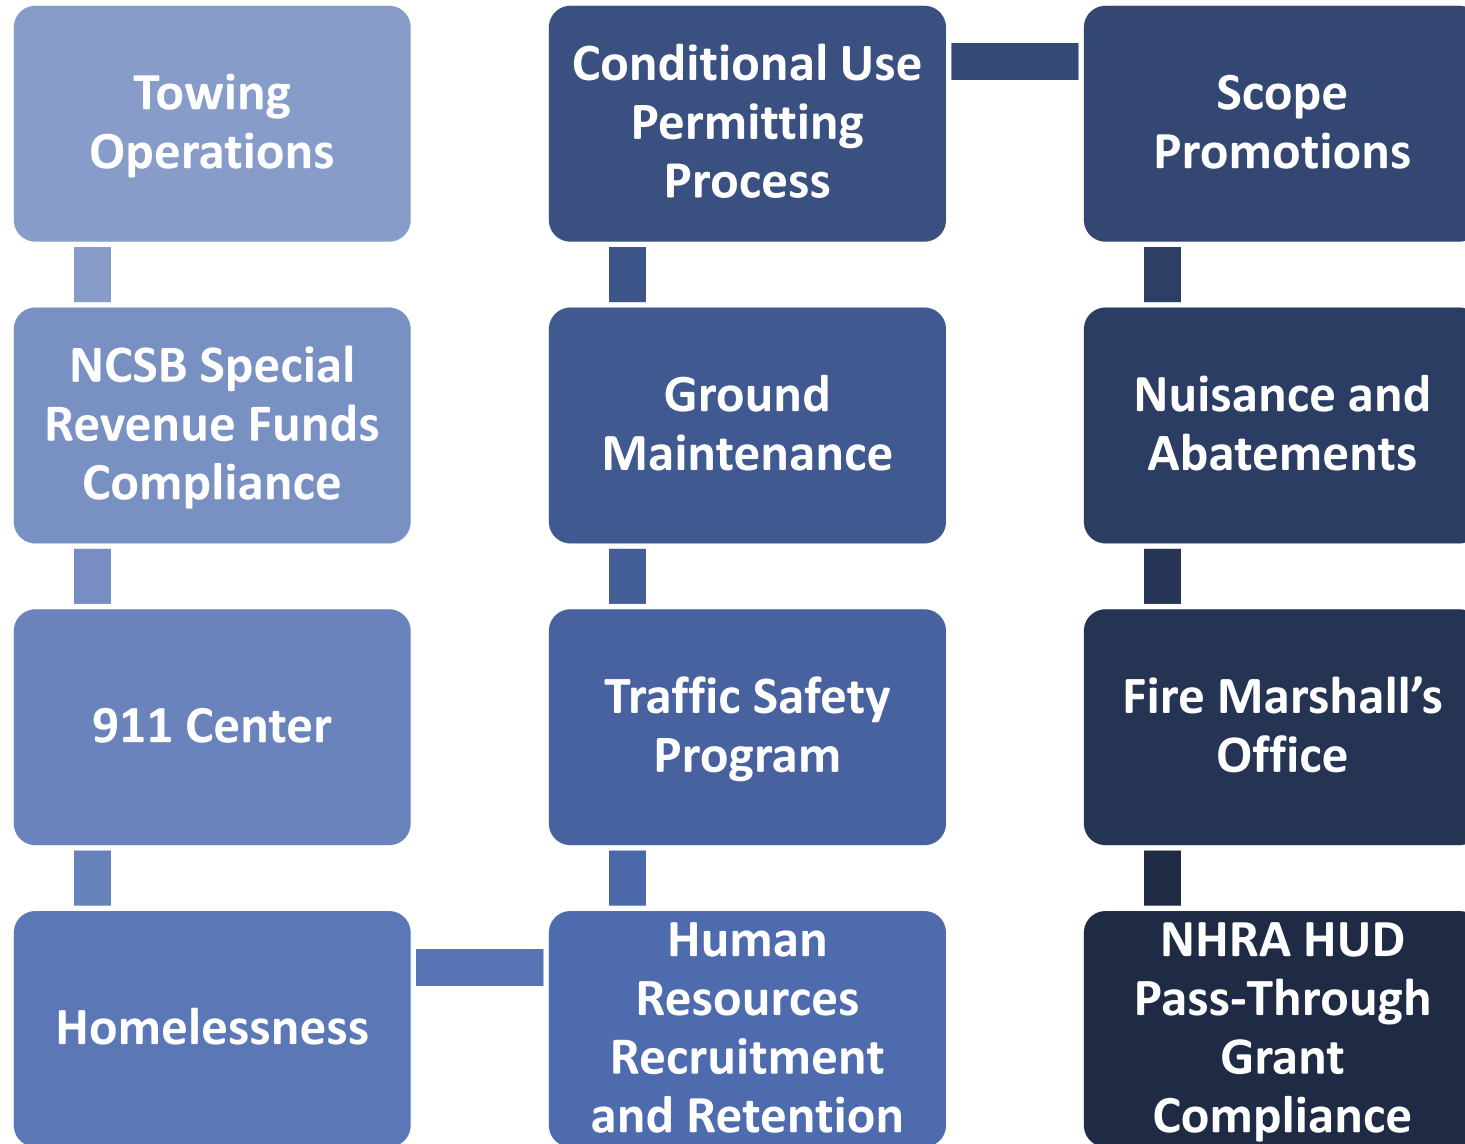 Towing
Operations
NCSB Special
Revenue Funds
Compliance
911 Center
Homelessness
Human
Resources
Recruitment
and Retention
Traffic Safety
Program
Ground
Maintenance
Conditional Use
Permitting
Process
Scope
Promotions
Nuisance and
Abatements
Fire Marshall’s
Office
NHRA HUD
Pass-Through
Grant
Compliance